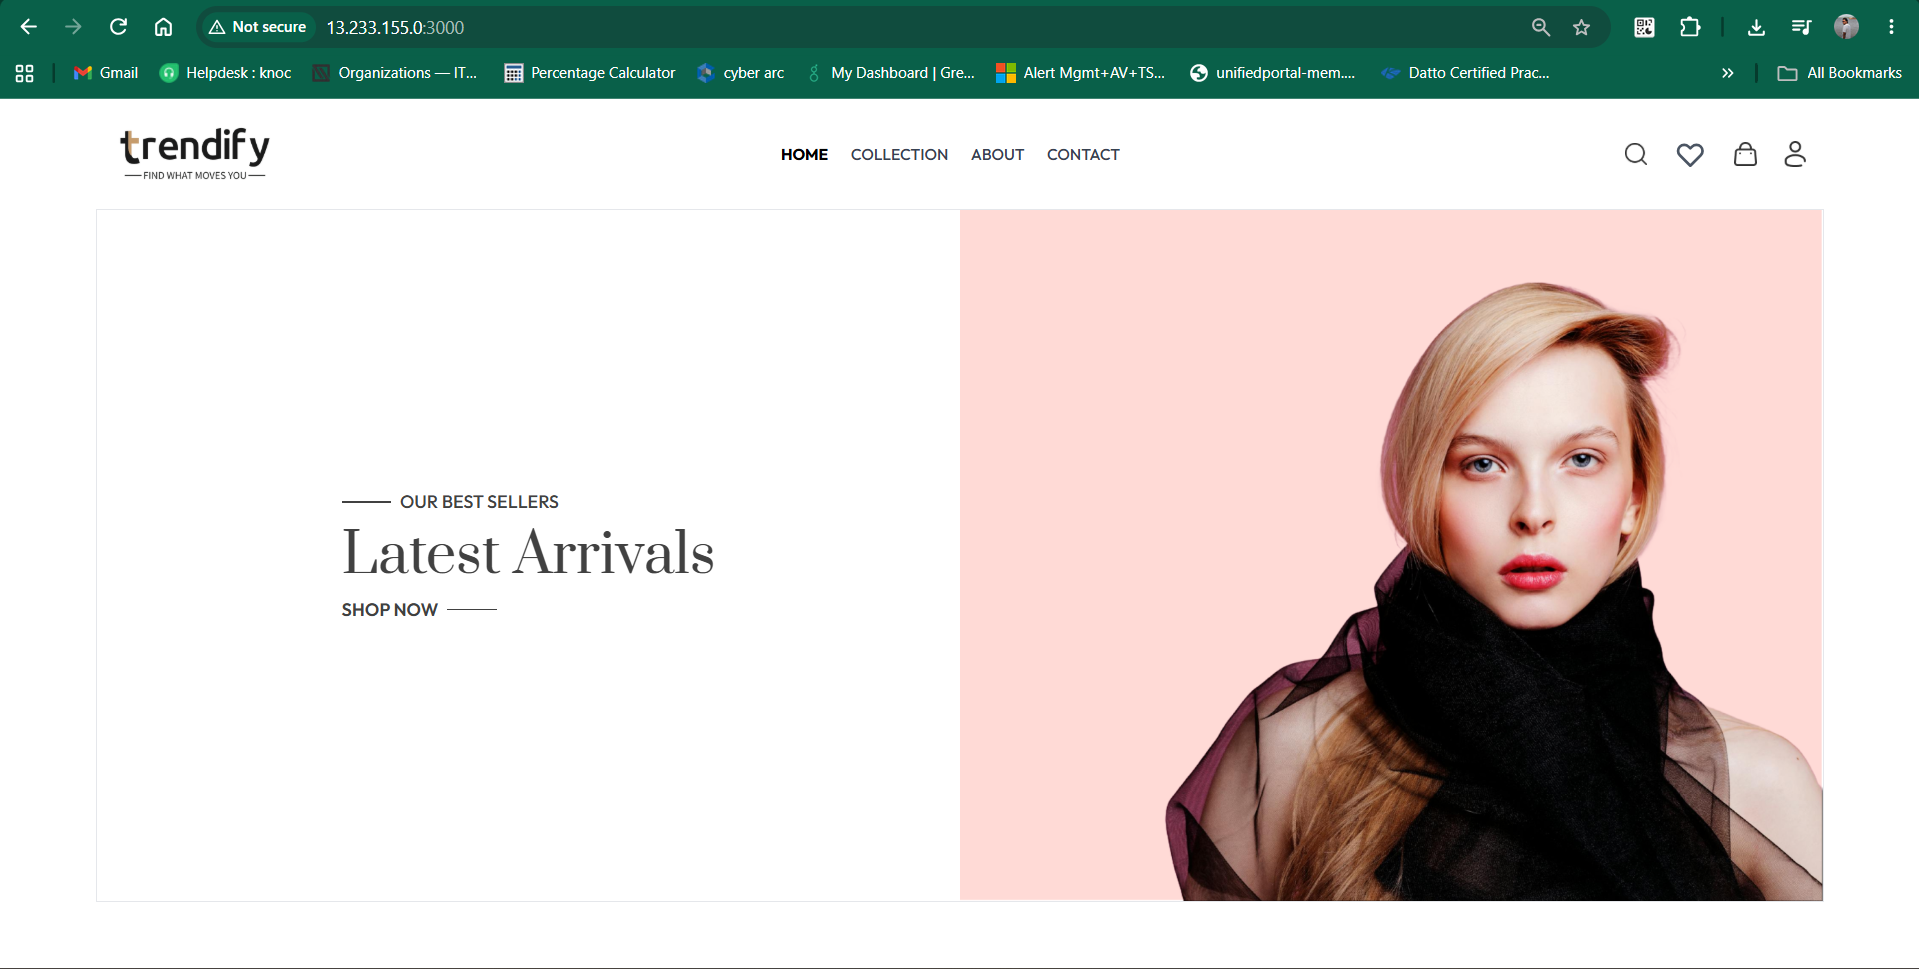 Not secure 13.233.155.0:3000
Gmail Helpdesk : knoc Organizations — IT... Percentage Calculator cyber arc My Dashboard | Gre... Alert Mgmt+AV+TS... unifiedportal-mem.... Datto Certified Prac... » All Bookmarks
trendify
FIND WHAT MOVES YOU
HOME COLLECTION ABOUT CONTACT
OUR BEST SELLERS
Latest Arrivals
SHOP NOW